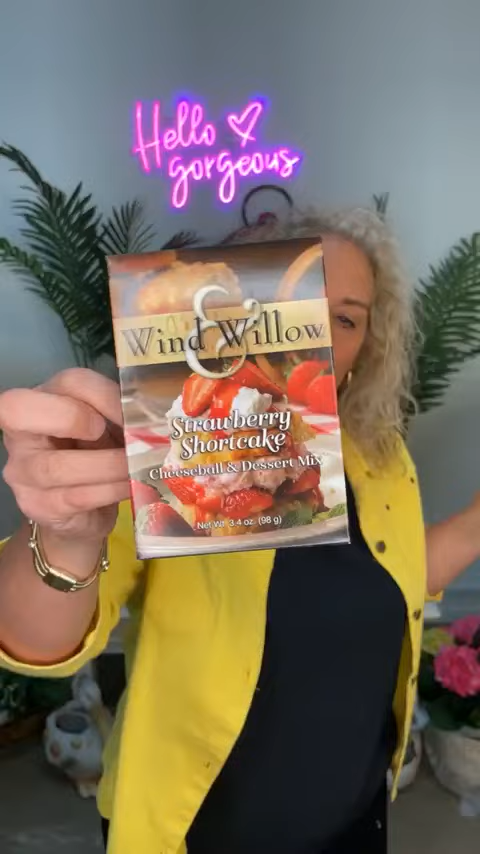 Hello
gorgeous
Wind & Willow
Strawberry
Shortcake
Cheeseball & Dessert Mix
Net Wt. 3.4 oz. (98 g)